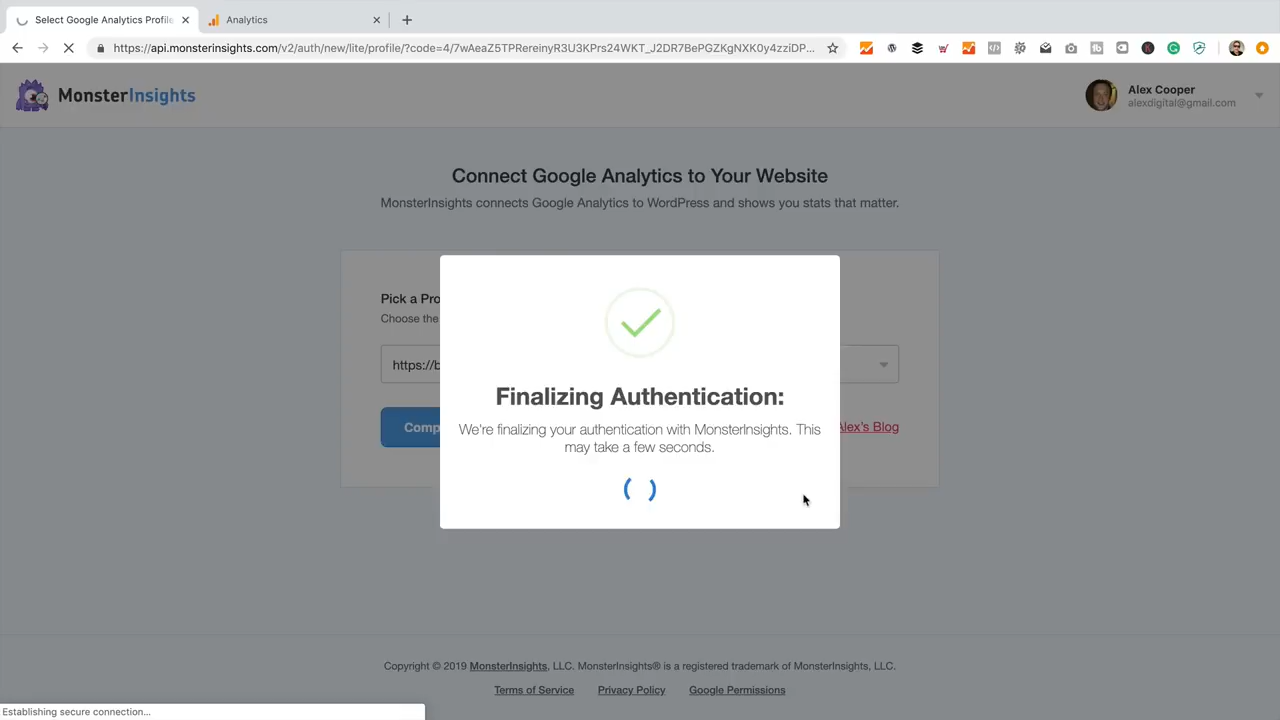 Select Google Analytics Profile
Analytics
https://api.monsterinsights.com/v2/auth/new/lite/profile/?code=4/7wAeaZ5TPRereinyR3U3KPrs24WKT_J2DR7BePGZKgNXK0y4zziDP...
MonsterInsights
Alex Cooper
alexdigital@gmail.com
Connect Google Analytics to Your Website
MonsterInsights connects Google Analytics to WordPress and shows you stats that matter.
Pick a Pro
Choose the
https://b
Comp
Alex's Blog
Finalizing Authentication:
We're finalizing your authentication with MonsterInsights. This
may take a few seconds.
Copyright © 2019 MonsterInsights, LLC. MonsterInsights® is a registered trademark of MonsterInsights, LLC.
Terms of Service Privacy Policy Google Permissions
Establishing secure connection...